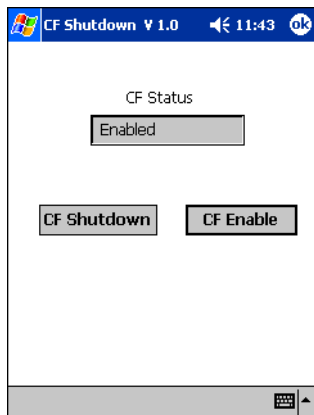 CF Shutdown V 1.0 11:43 ok
CF Status
Enabled
CF Shutdown CF Enable